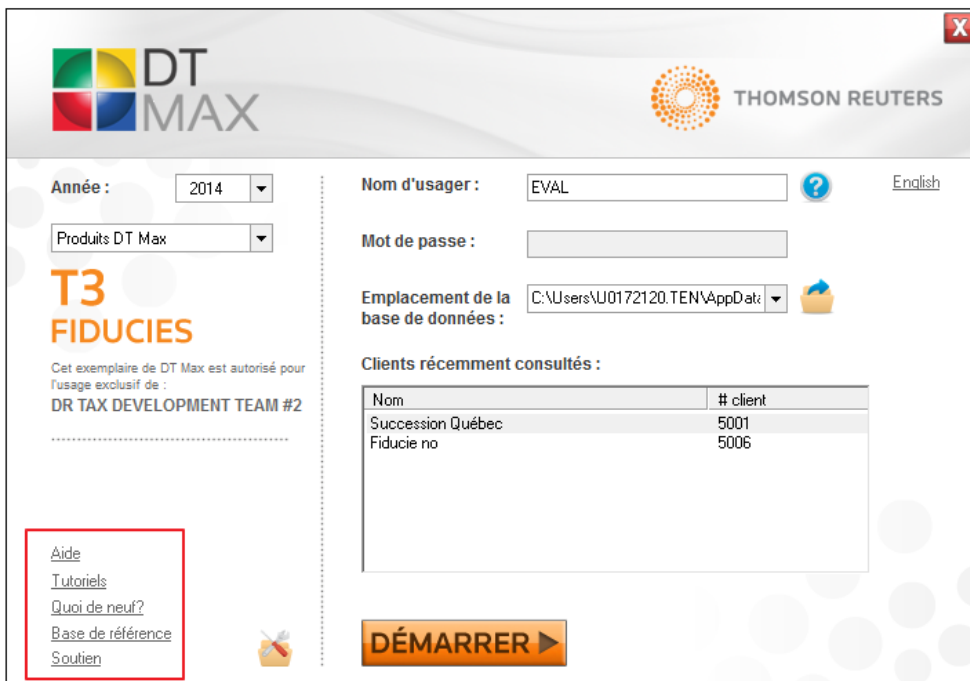 X
DT
MAX
THOMSON REUTERS
Année :
2014
Produits DT Max
T3
FIDUCIES
Cet exemplaire de DT Max est autorisé pour
l'usage exclusif de :
DR TAX DEVELOPMENT TEAM #2
Aide
Tutoriels
Quoi de neuf?
Base de référence
Soutien
Nom d'usager :
EVAL
?
English
Mot de passe :
Emplacement de la
base de données :
C:\Users\U0172120.TEN\AppData
Clients récemment consultés :
Nom # client
Succession Québec 5001
Fiducie no 5006
DÉMARRER